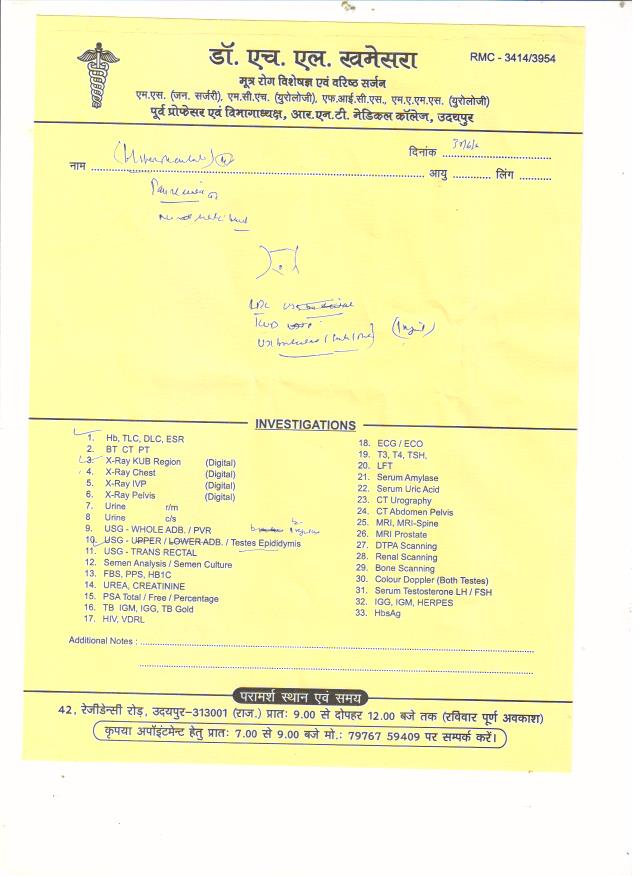 डॉ. एच. एल. खमेसरा
RMC - 3414/3954
मूत्र रोग विशेषज्ञ एवं वरिष्ठ सर्जन
एम.एस. (जन. सर्जरी), एम.सी.एच. (यूरोलोजी), एफ.आई.सी.एस., एम.ए.एम.एस. (यूरोलोजी)
पूर्व प्रोफेसर एवं विभागाध्यक्ष, आर.एन.टी. मेडिकल कॉलेज, उदयपुर
दिनांक
नाम आयु लिंग
INVESTIGATIONS
1. Hb, TLC, DLC, ESR
2. BT CT PT
3. X-Ray KUB Region (Digital)
4. X-Ray Chest (Digital)
5. X-Ray IVP (Digital)
6. X-Ray Pelvis (Digital)
7. Urine r/m
8 Urine c/s
9. USG - WHOLE ADB. / PVR
10. USG - UPPER / LOWER ADB. / Testes Epididymis
11. USG - TRANS RECTAL
12. Semen Analysis / Semen Culture
13. FBS, PPS, HB1C
14. UREA, CREATININE
15. PSA Total / Free / Percentage
16. TB IGM, IGG, TB Gold
17. HIV, VDRL
18. ECG / ECO
19. T3, T4, TSH,
20. LFT
21. Serum Amylase
22. Serum Uric Acid
23. CT Urography
24. CT Abdomen Pelvis
25. MRI, MRI-Spine
26. MRI Prostate
27. DTPA Scanning
28. Renal Scanning
29. Bone Scanning
30. Colour Doppler (Both Testes)
31. Serum Testosterone LH / FSH
32. IGG, IGM, HERPES
33. HbsAg
Additional Notes :
परामर्श स्थान एवं समय
42, रेजीडेन्सी रोड़, उदयपुर-313001 (राज.) प्रातः 9.00 से दोपहर 12.00 बजे तक (रविवार पूर्ण अवकाश)
कृपया अपॉइंटमेन्ट हेतु प्रातः 7.00 से 9.00 बजे मो.: 79767 59409 पर सम्पर्क करें।